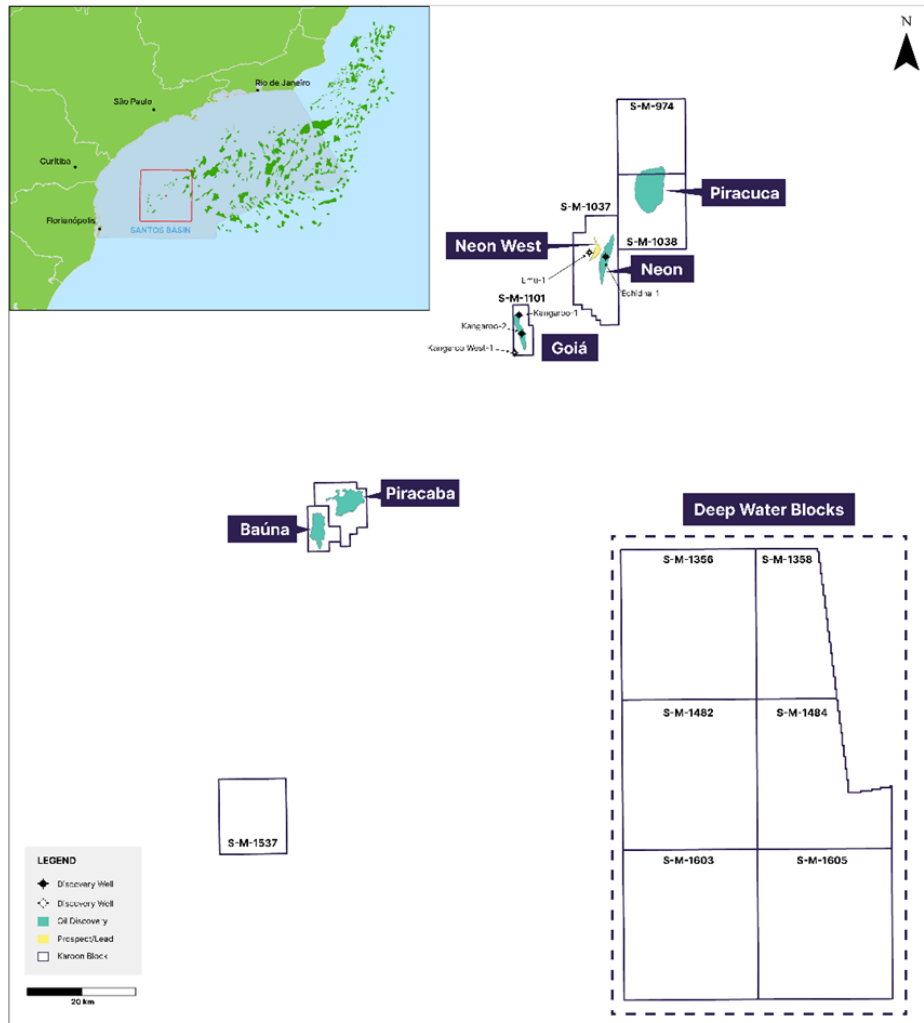 N
Rio de Janeiro
São Paulo
Curitiba
Florianópolis
SANTOS BASIN
S-M-974
Piracuca
S-M-1037
Neon West
S-M-1038
Neon
Emu-1
Echidna-1
S-M-1101
Kangaroo-1
Kangaroo-2
Goiá
Kangaroo West-1
Piracaba
Baúna
Deep Water Blocks
S-M-1356
S-M-1358
S-M-1482
S-M-1484
S-M-1537
S-M-1603
S-M-1605
LEGEND
Discovery Well
Discovery Well
Oil Discovery
Prospect/Lead
Karoon Block
20 km